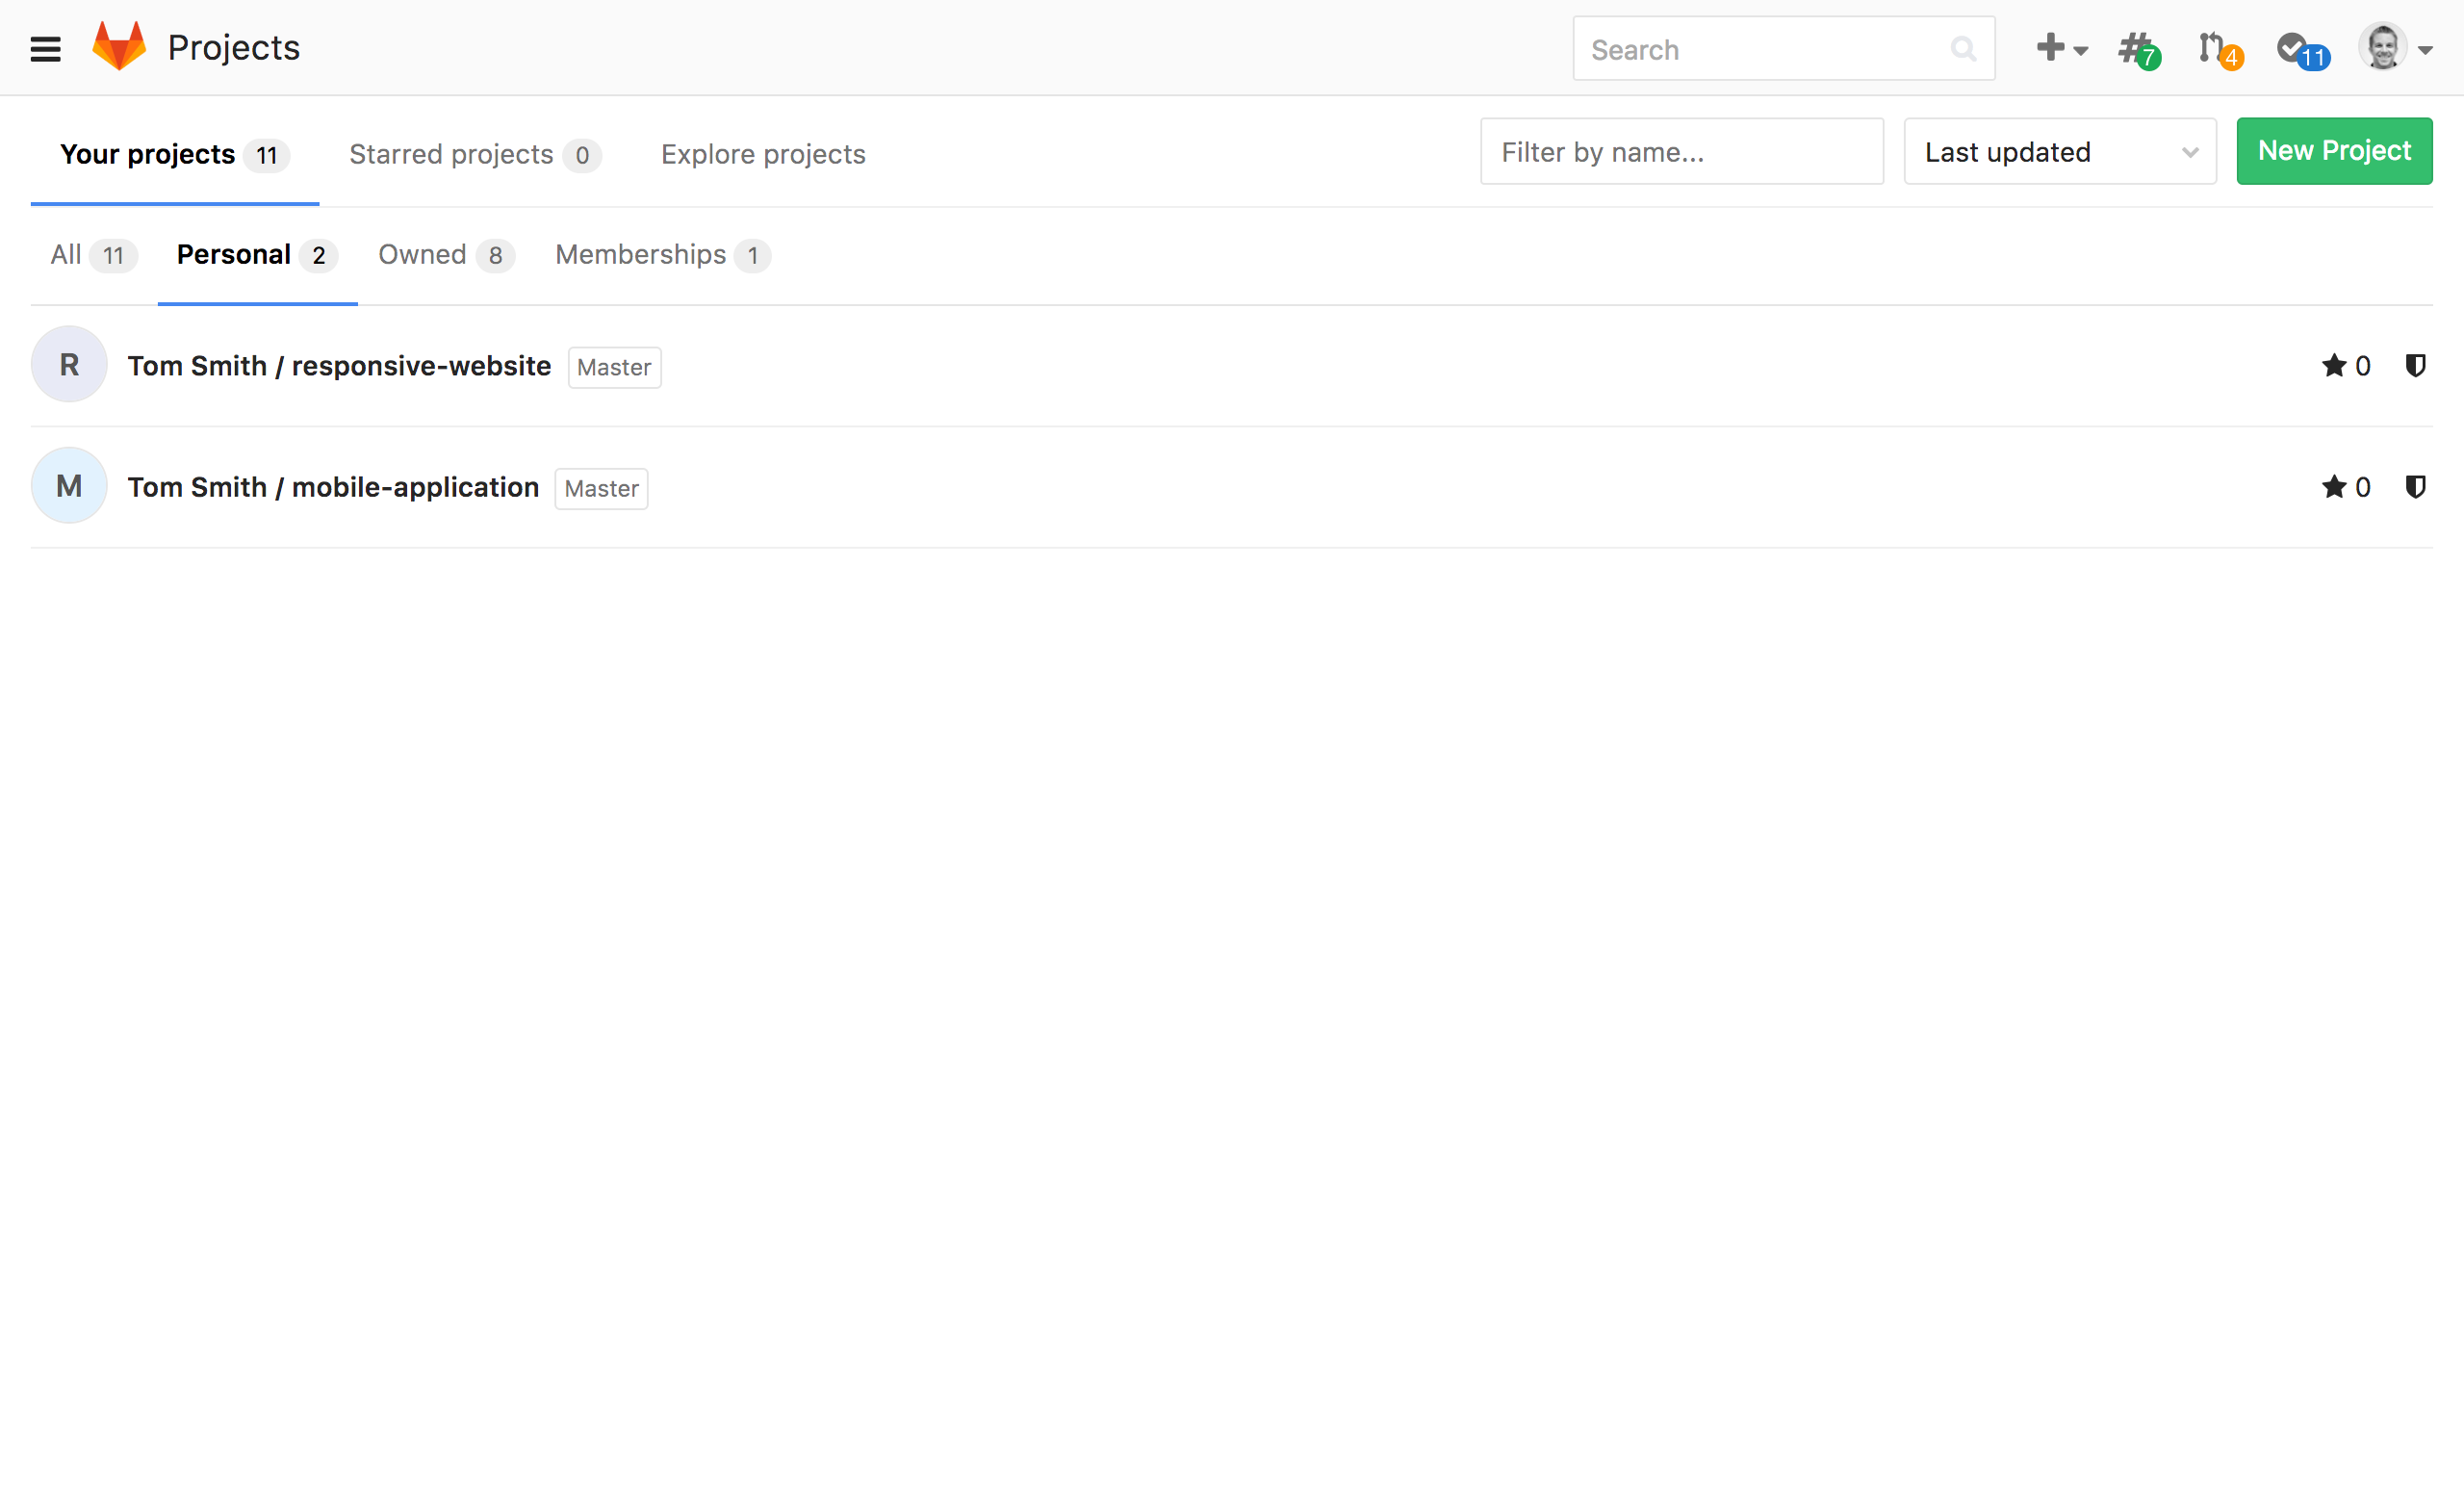 Projects Search 7 4 11
Your projects 11 Starred projects 0 Explore projects Filter by name... Last updated New Project
All 11 Personal 2 Owned 8 Memberships 1
R Tom Smith / responsive-website Master 0
M Tom Smith / mobile-application Master 0